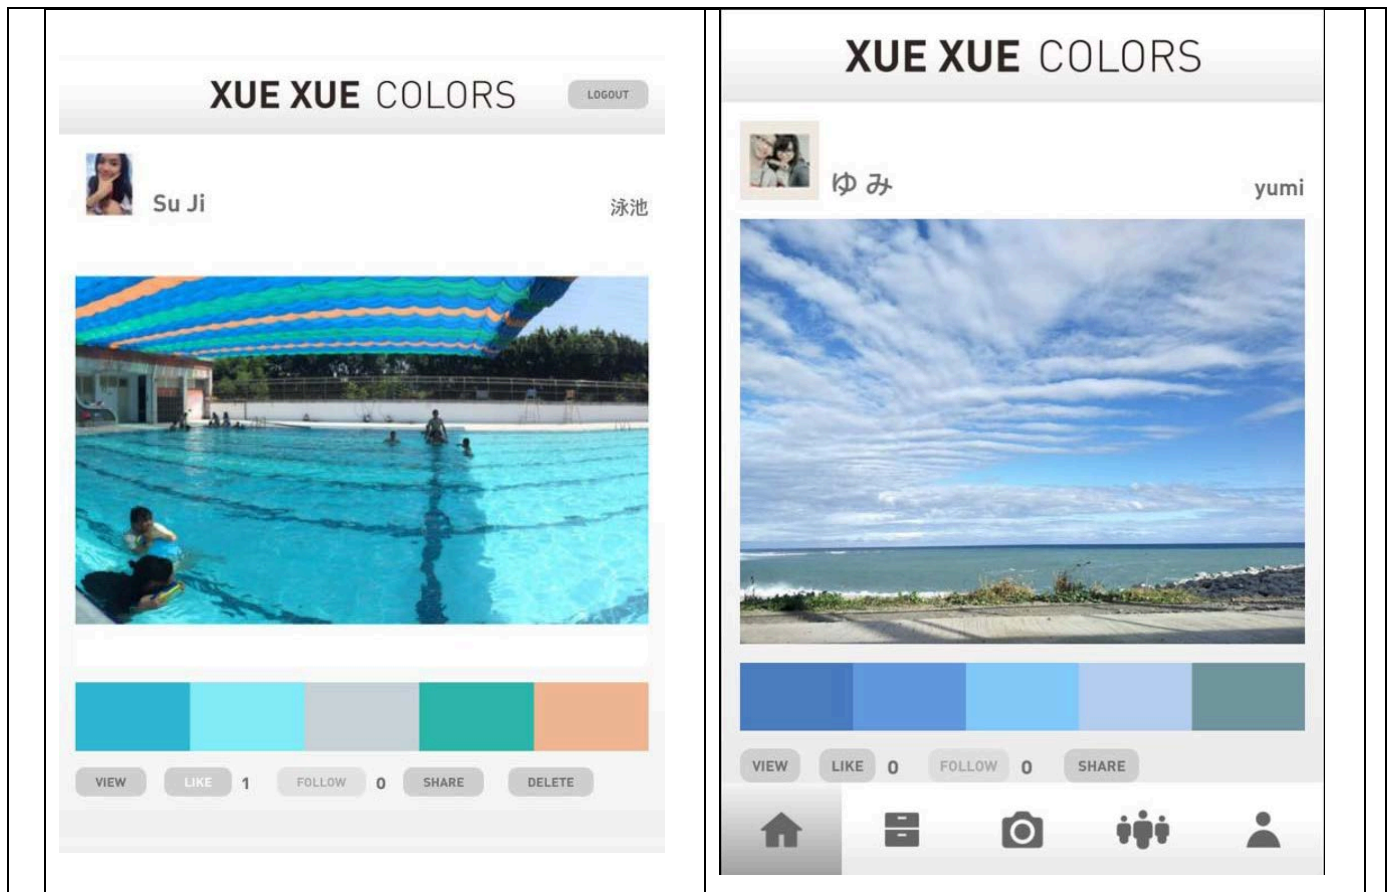 XUE XUE COLORS
LOGOUT
Su Ji
泳池
VIEW
LIKE
1
FOLLOW
0
SHARE
DELETE
XUE XUE COLORS
ゆ み
yumi
VIEW
LIKE
0
FOLLOW
0
SHARE